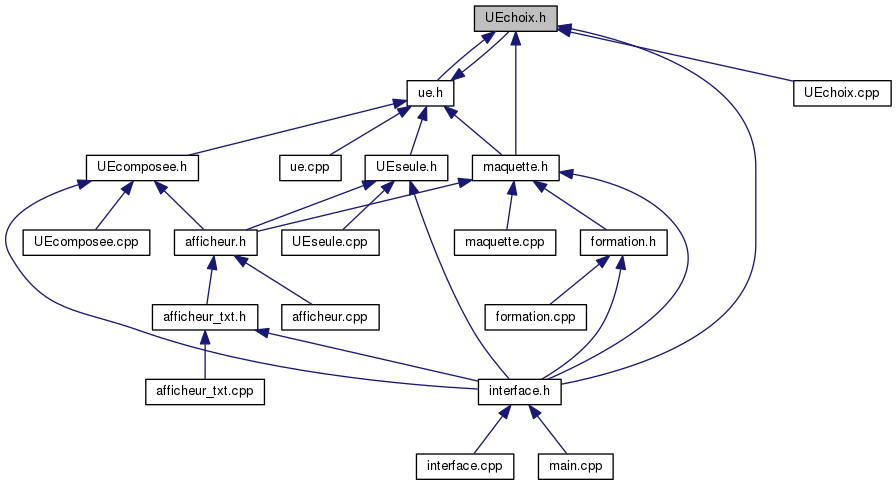 UEchoix.h
ue.h
UEchoix.cpp
UEcomposee.h
ue.cpp
UEseule.h
maquette.h
UEcomposee.cpp
afficheur.h
UEseule.cpp
maquette.cpp
formation.h
afficheur_txt.h
afficheur.cpp
formation.cpp
afficheur_txt.cpp
interface.h
interface.cpp
main.cpp